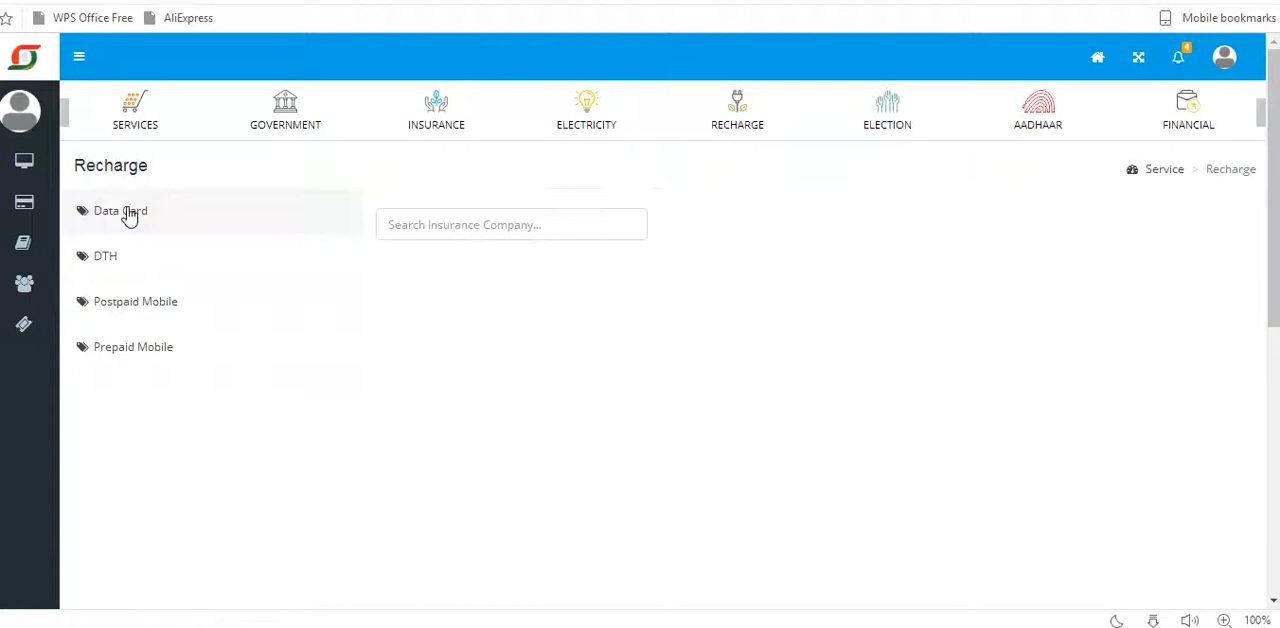 WPS Office Free AliExpress Mobile bookmarks
4
SERVICES GOVERNMENT INSURANCE ELECTRICITY RECHARGE ELECTION AADHAAR FINANCIAL
Recharge
Service > Recharge
Data Card
Search Insurance Company...
DTH
Postpaid Mobile
Prepaid Mobile
100%